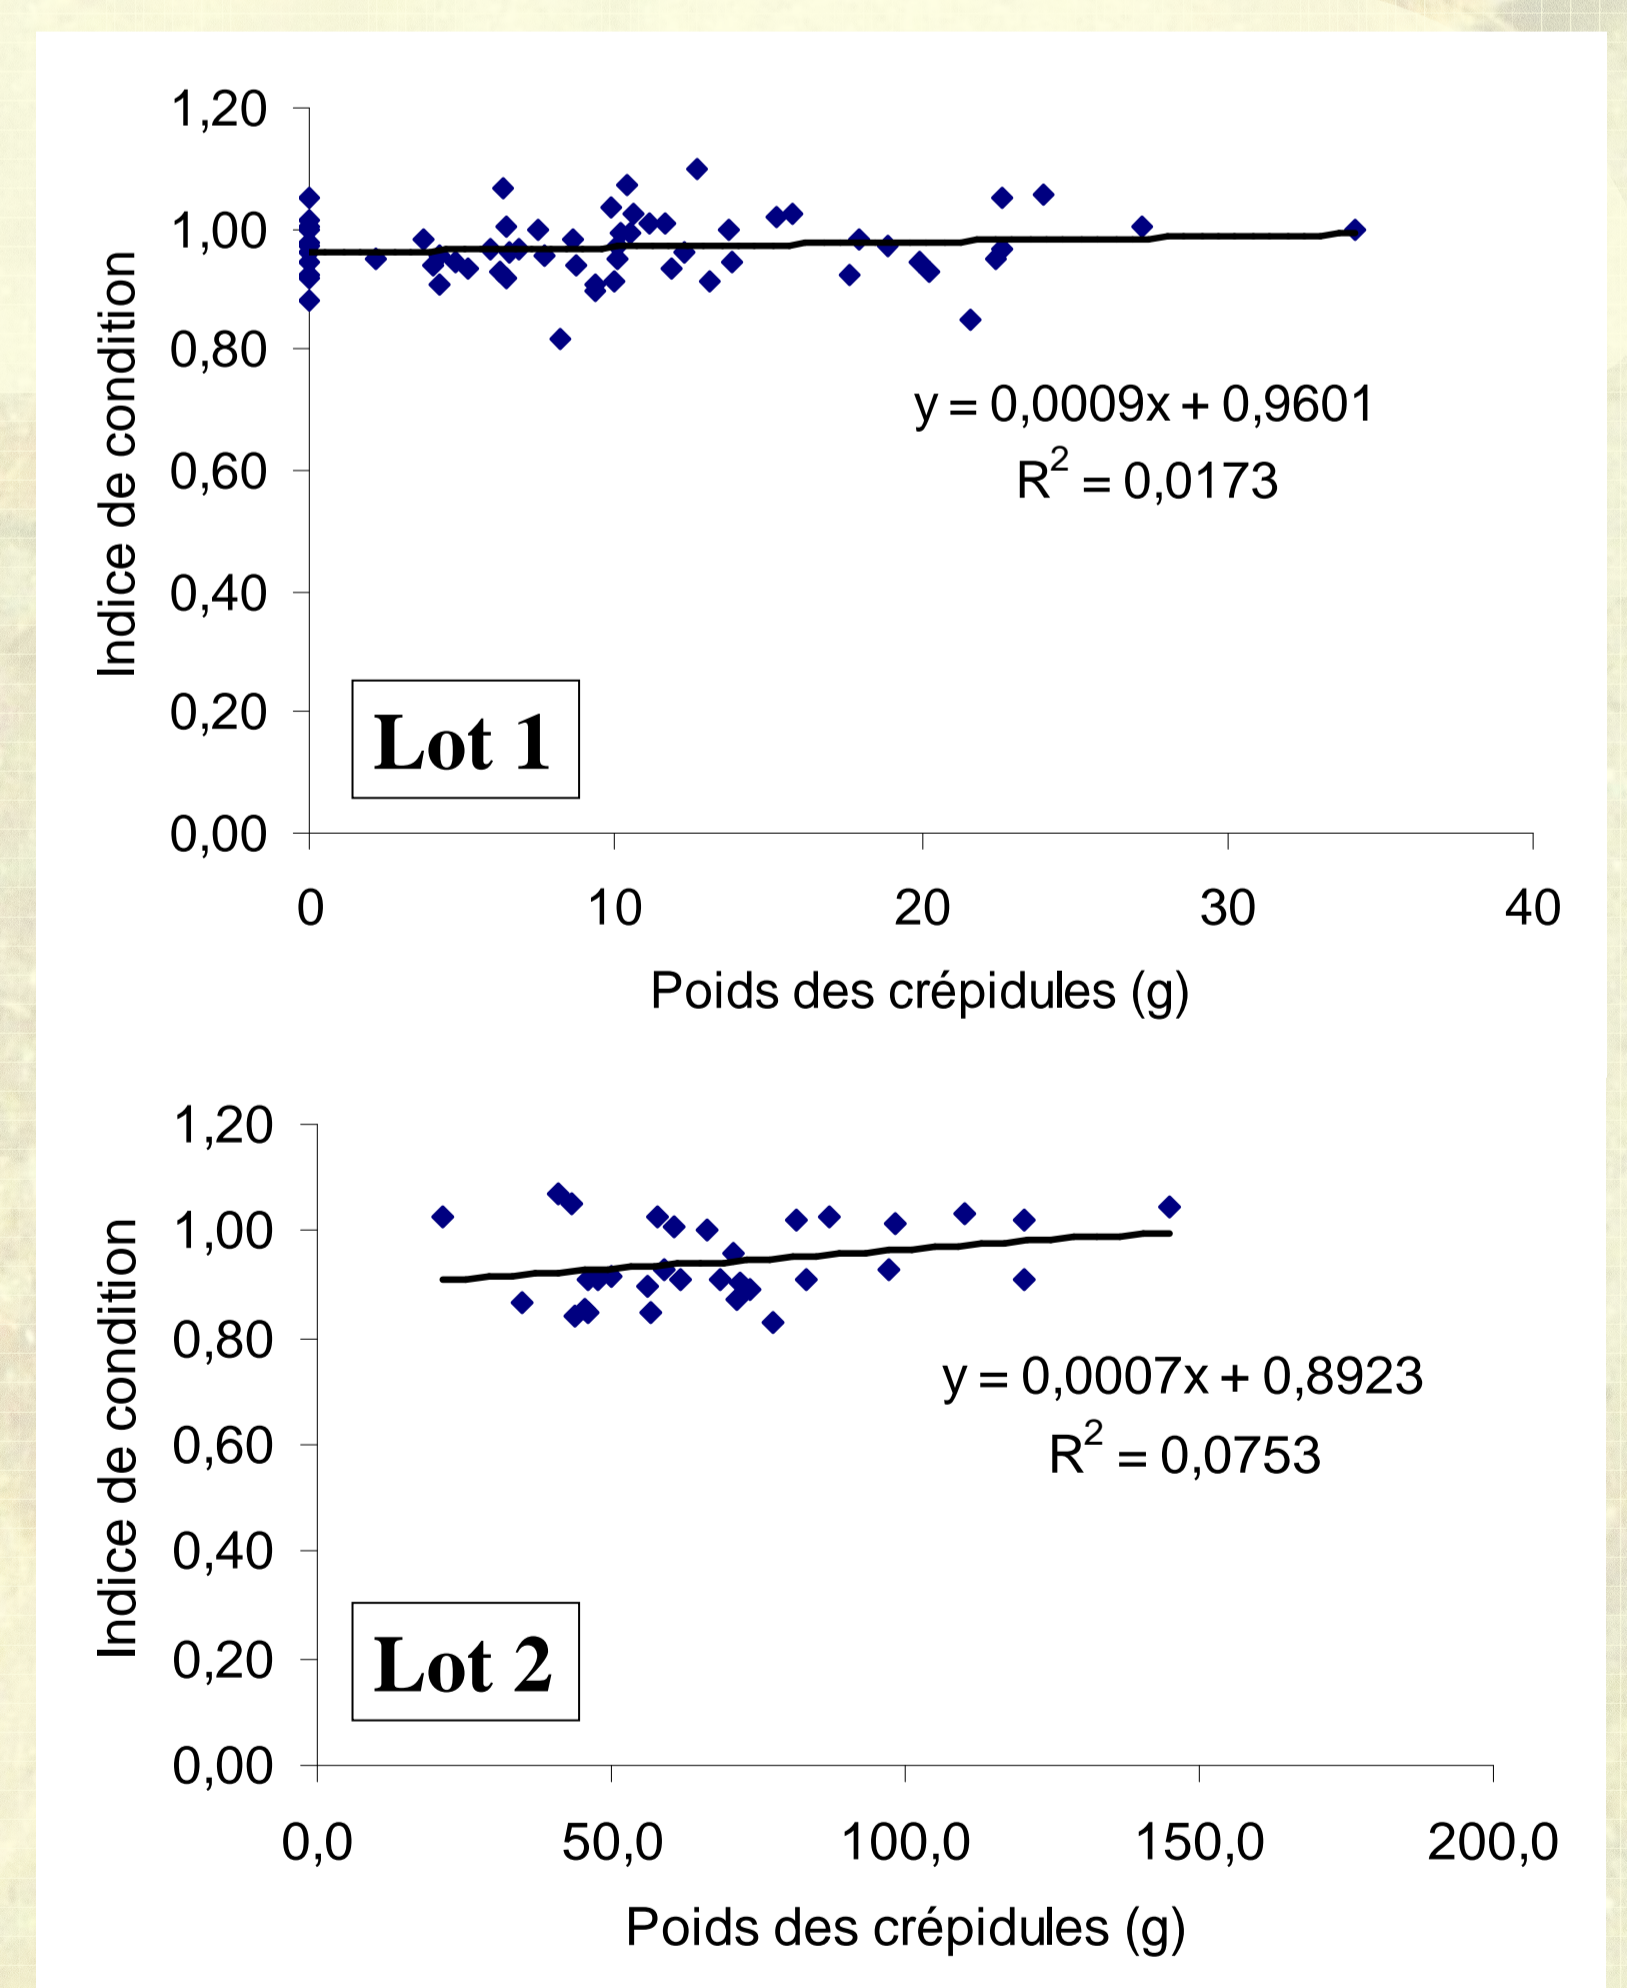 1,20
1,00
0,80
0,60
0,40
0,20
0,00
Indice de condition
y = 0,0009x + 0,9601
R² = 0,0173
Lot 1
0 10 20 30 40
Poids des crépidules (g)
1,20
1,00
0,80
0,60
0,40
0,20
0,00
Indice de condition
y = 0,0007x + 0,8923
R² = 0,0753
Lot 2
0,0 50,0 100,0 150,0 200,0
Poids des crépidules (g)